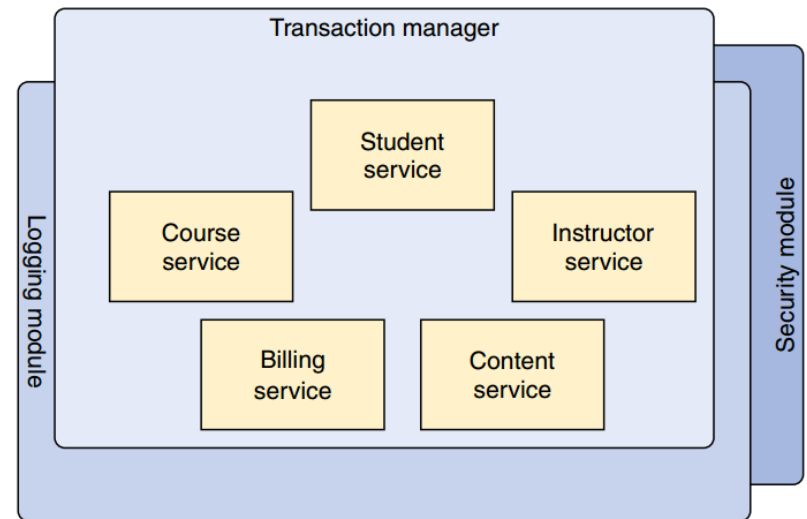 Transaction manager
Student
service
Course
service
Instructor
service
Billing
service
Content
service
Logging module
Security module